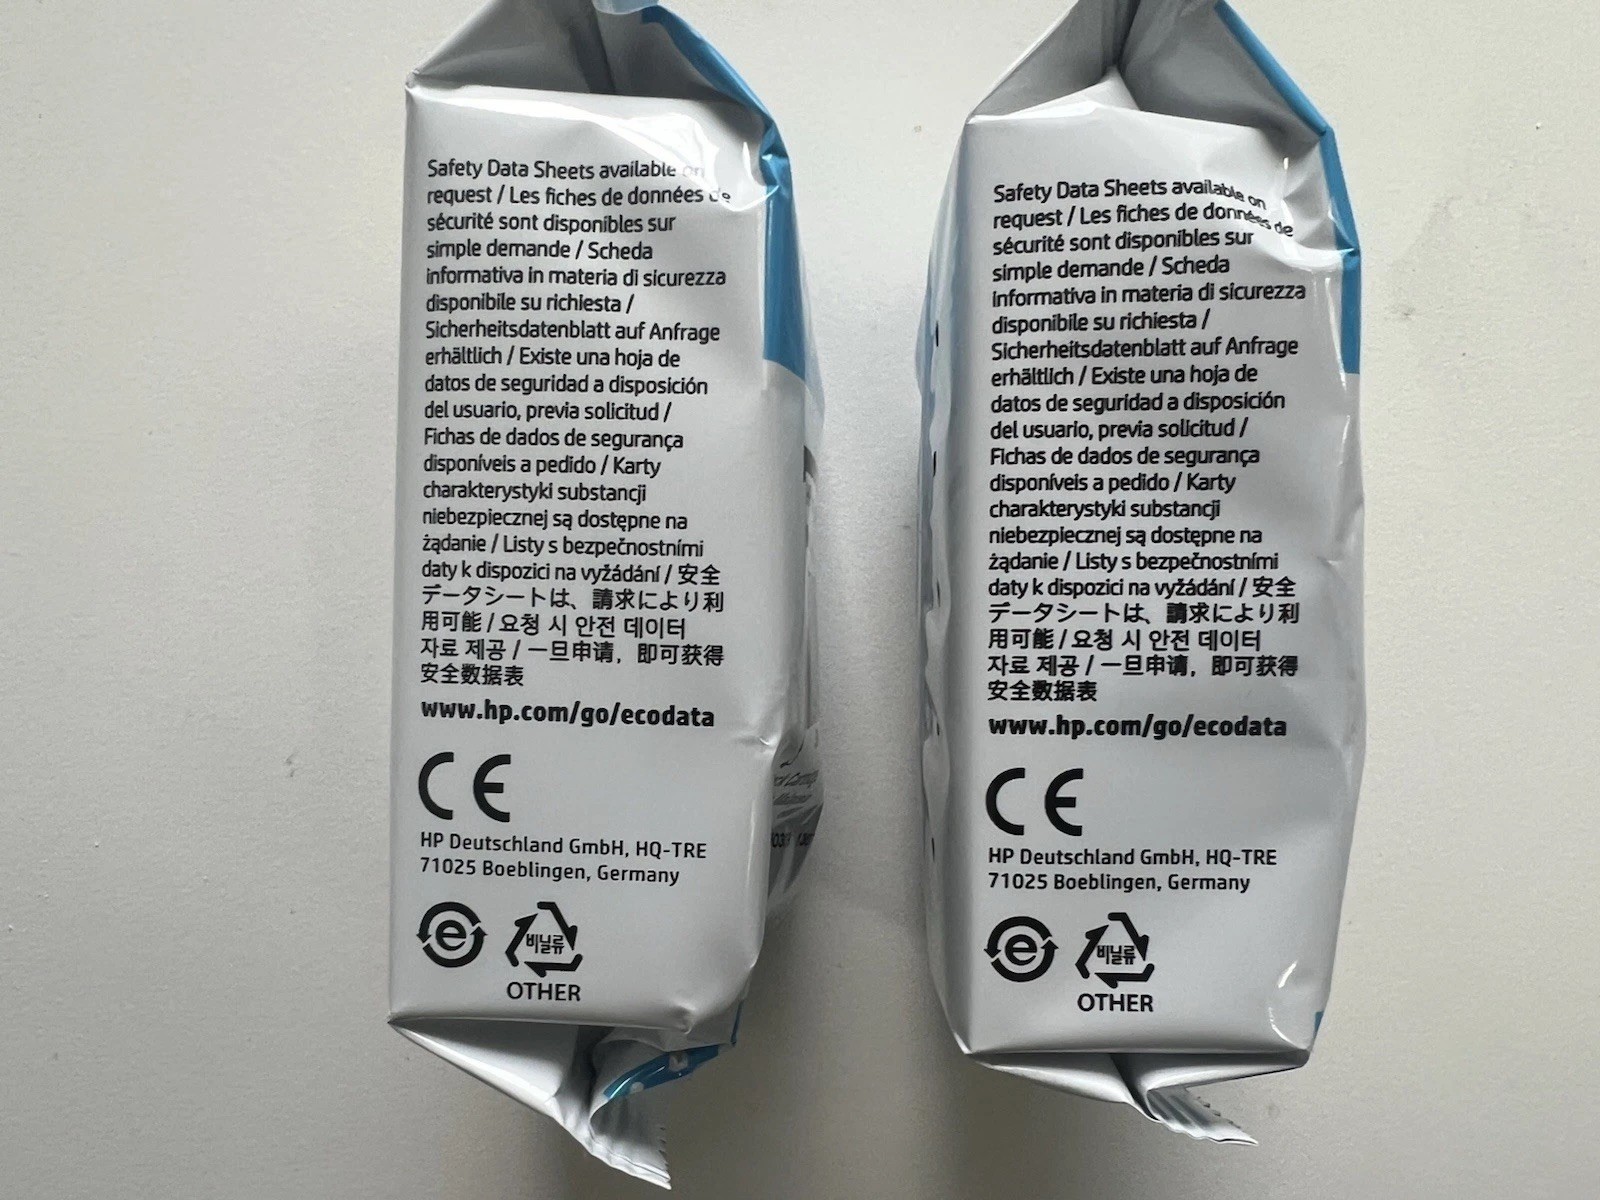 Safety Data Sheets available on
request / Les fiches de données de
sécurité sont disponibles sur
simple demande / Scheda
informativa in materia di sicurezza
disponibile su richiesta /
Sicherheitsdatenblatt auf Anfrage
erhältlich / Existe una hoja de
datos de seguridad a disposición
del usuario, previa solicitud /
Fichas de dados de segurança
disponíveis a pedido / Karty
charakterystyki substancji
niebezpiecznej są dostępne na
żądanie / Listy s bezpečnostními
daty k dispozici na vyžádání / 安全
データシートは、請求により利
用可能 / 요청 시 안전 데이터
자료 제공 / 一旦申请，即可获得
安全数据表
www.hp.com/go/ecodata
CE
HP Deutschland GmbH, HQ-TRE
71025 Boeblingen, Germany
e 비닐류
OTHER
Safety Data Sheets available on
request / Les fiches de données de
sécurité sont disponibles sur
simple demande / Scheda
informativa in materia di sicurezza
disponibile su richiesta /
Sicherheitsdatenblatt auf Anfrage
erhältlich / Existe una hoja de
datos de seguridad a disposición
del usuario, previa solicitud /
Fichas de dados de segurança
disponíveis a pedido / Karty
charakterystyki substancji
niebezpiecznej są dostępne na
żądanie / Listy s bezpečnostními
daty k dispozici na vyžádání / 安全
データシートは、請求により利
用可能 / 요청 시 안전 데이터
자료 제공 / 一旦申请，即可获得
安全数据表
www.hp.com/go/ecodata
CE
HP Deutschland GmbH, HQ-TRE
71025 Boeblingen, Germany
e 비닐류
OTHER